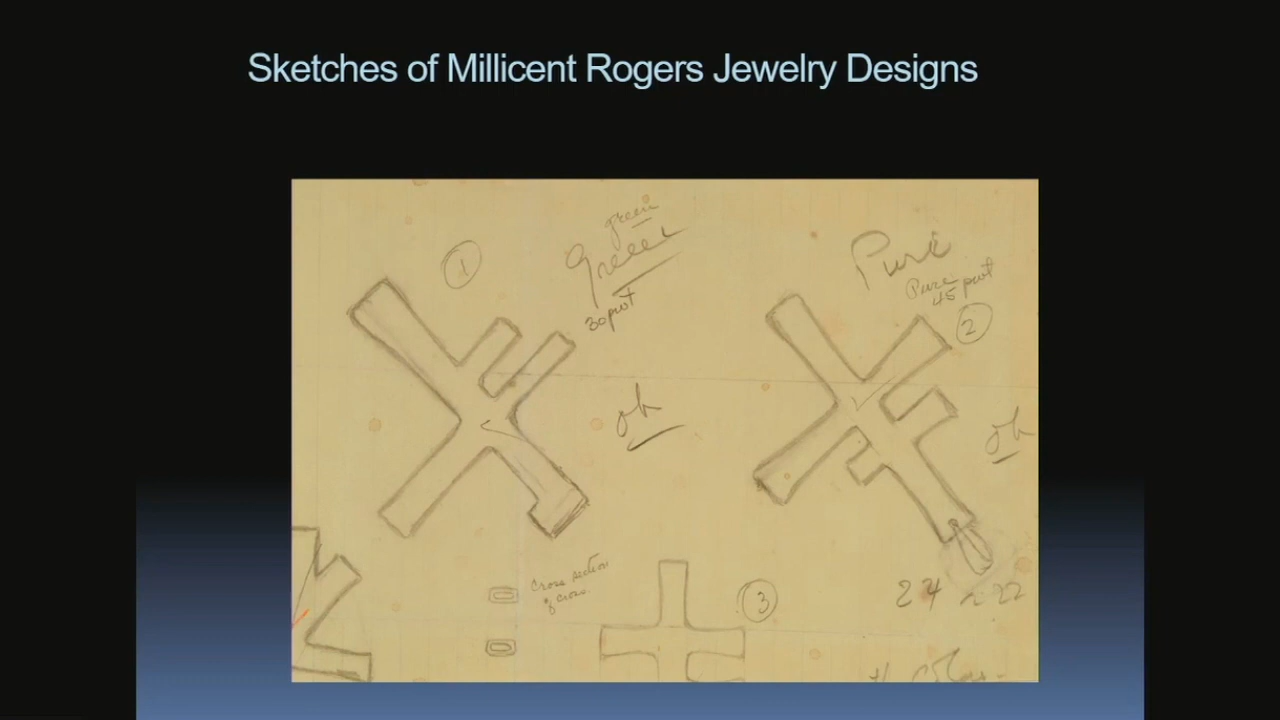 Sketches of Millicent Rogers Jewelry Designs
green
Green
30 pwt
1
Pure
Pure
45 pwt
2
ok
ok
Cross section
of cross.
3
24
22